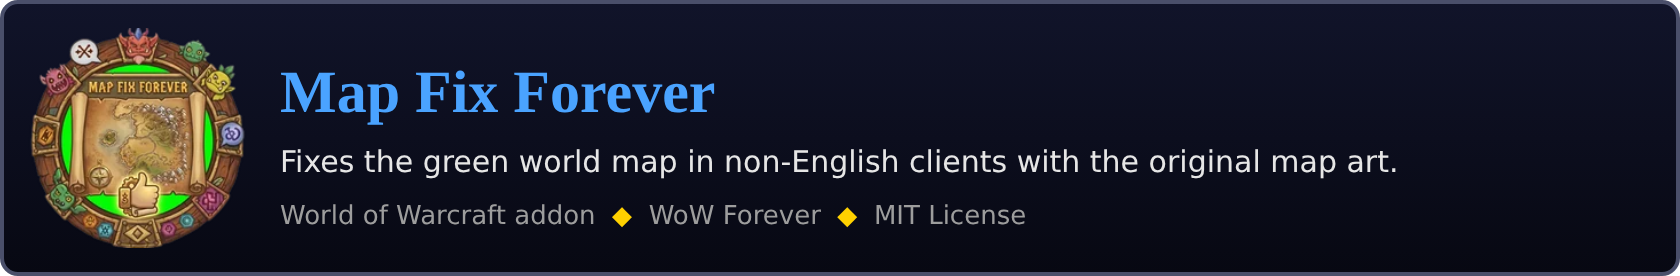 MAP FIX FOREVER
Map Fix Forever
Fixes the green world map in non-English clients with the original map art.
World of Warcraft addon ◆ WoW Forever ◆ MIT License